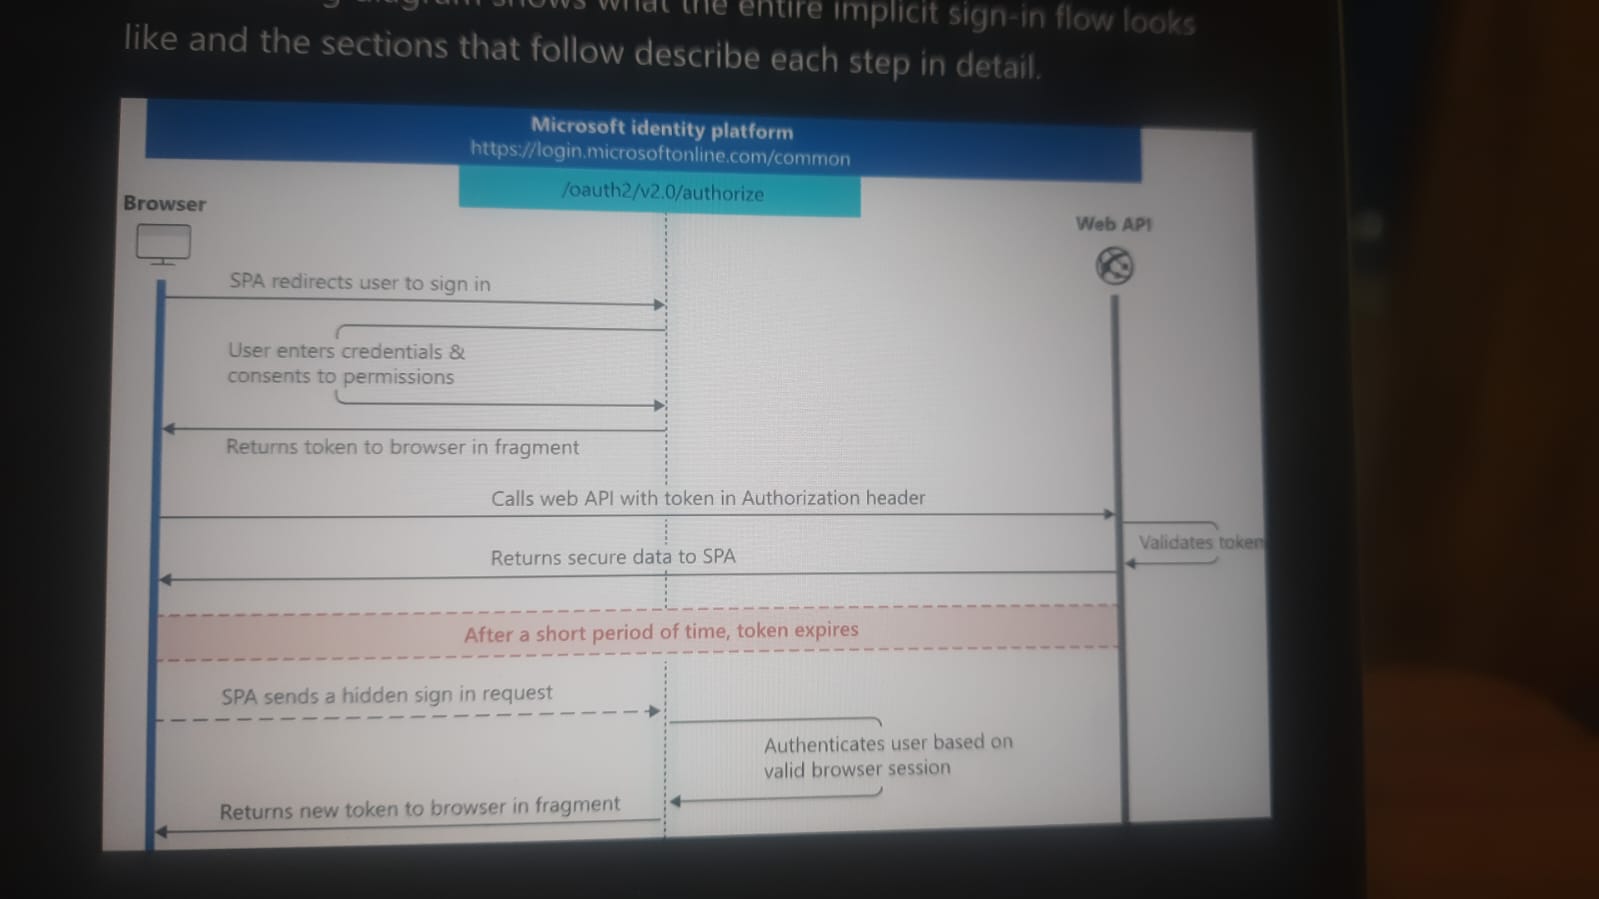 diagram shows what the entire implicit sign-in flow looks
like and the sections that follow describe each step in detail.
Microsoft identity platform
https://login.microsoftonline.com/common
/oauth2/v2.0/authorize
Browser
Web API
SPA redirects user to sign in
User enters credentials &
consents to permissions
Returns token to browser in fragment
Calls web API with token in Authorization header
Validates token
Returns secure data to SPA
After a short period of time, token expires
SPA sends a hidden sign in request
Authenticates user based on
valid browser session
Returns new token to browser in fragment